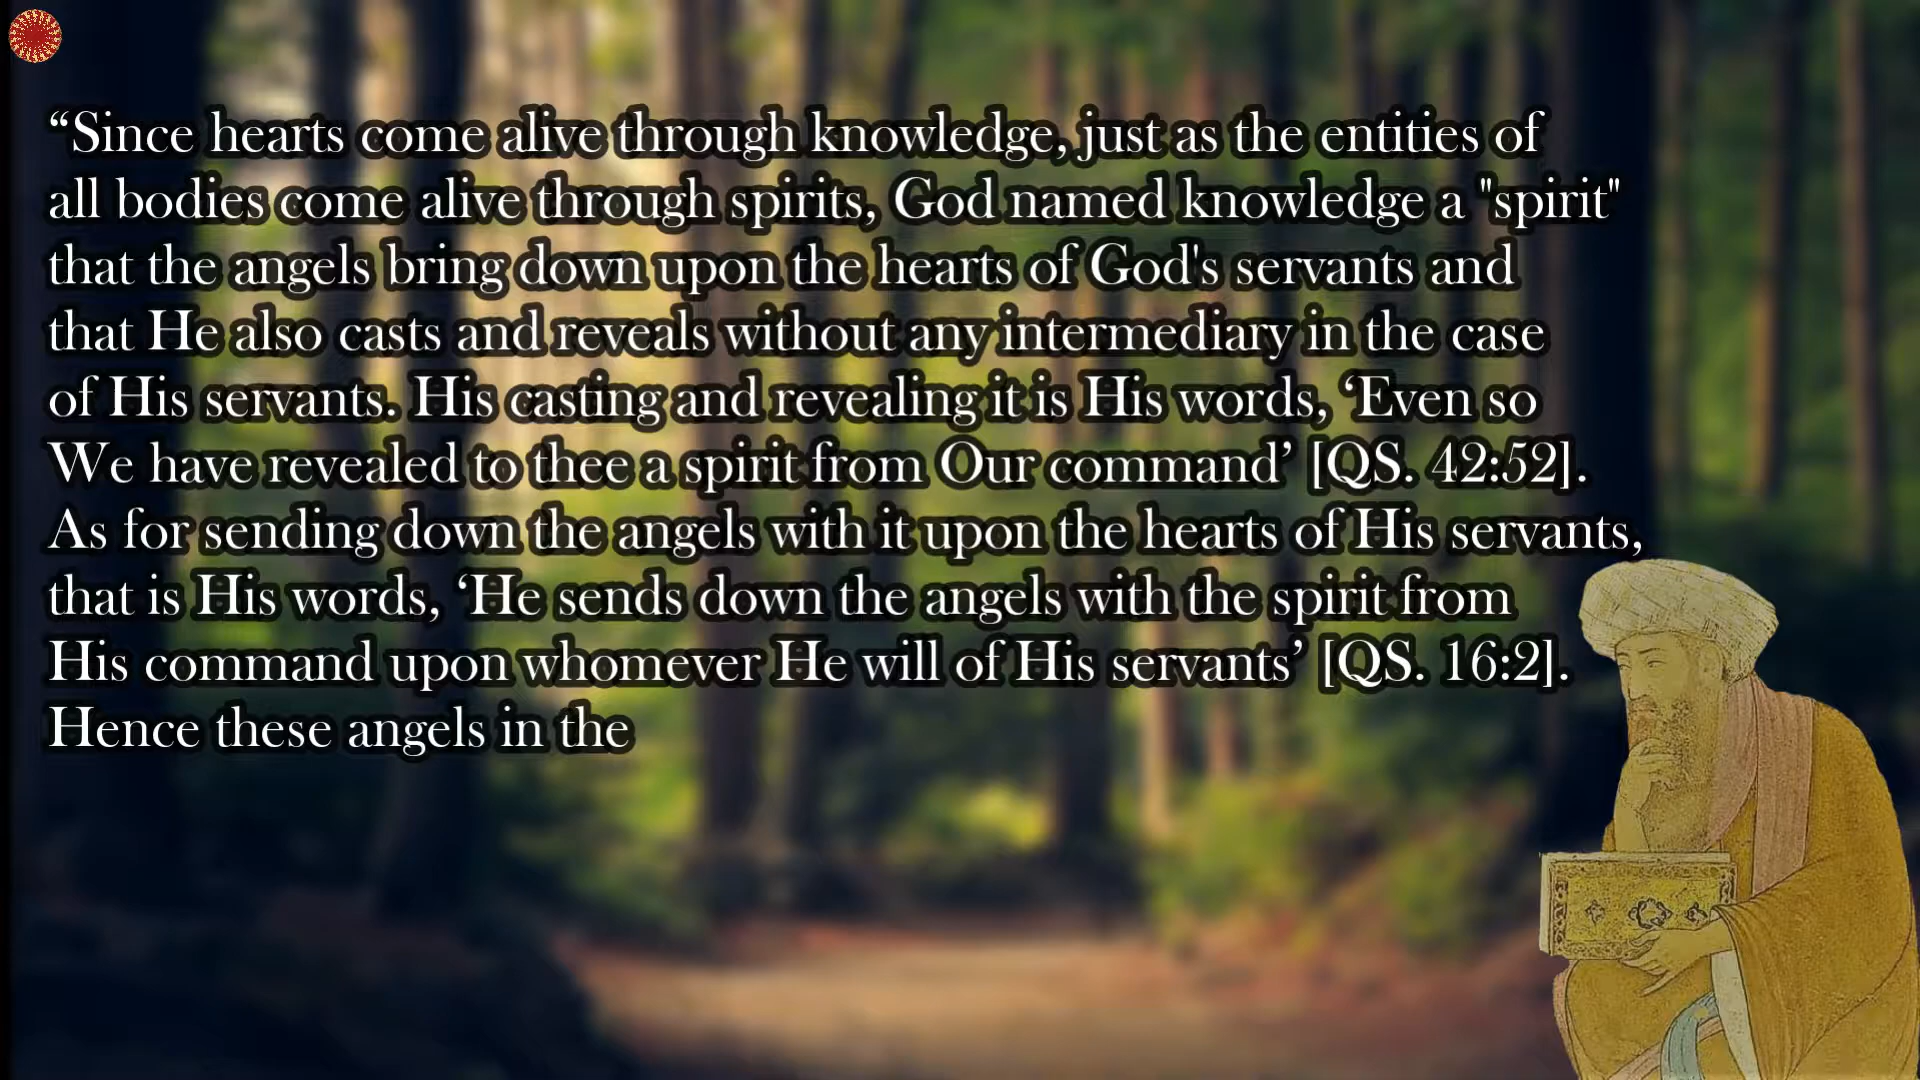 “Since hearts come alive through knowledge, just as the entities of
all bodies come alive through spirits, God named knowledge a "spirit"
that the angels bring down upon the hearts of God's servants and
that He also casts and reveals without any intermediary in the case
of His servants. His casting and revealing it is His words, ‘Even so
We have revealed to thee a spirit from Our command’ [QS. 42:52].
As for sending down the angels with it upon the hearts of His servants,
that is His words, ‘He sends down the angels with the spirit from
His command upon whomever He will of His servants’ [QS. 16:2].
Hence these angels in the